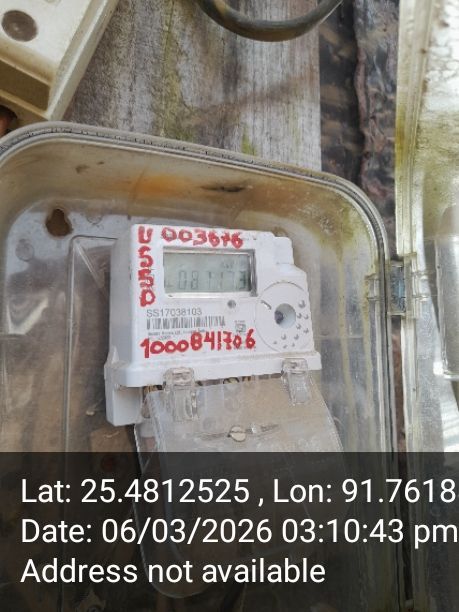 003676
USSD
SS17038103
1000841706
Lat: 25.4812525 , Lon: 91.7618
Date: 06/03/2026 03:10:43 pm
Address not available